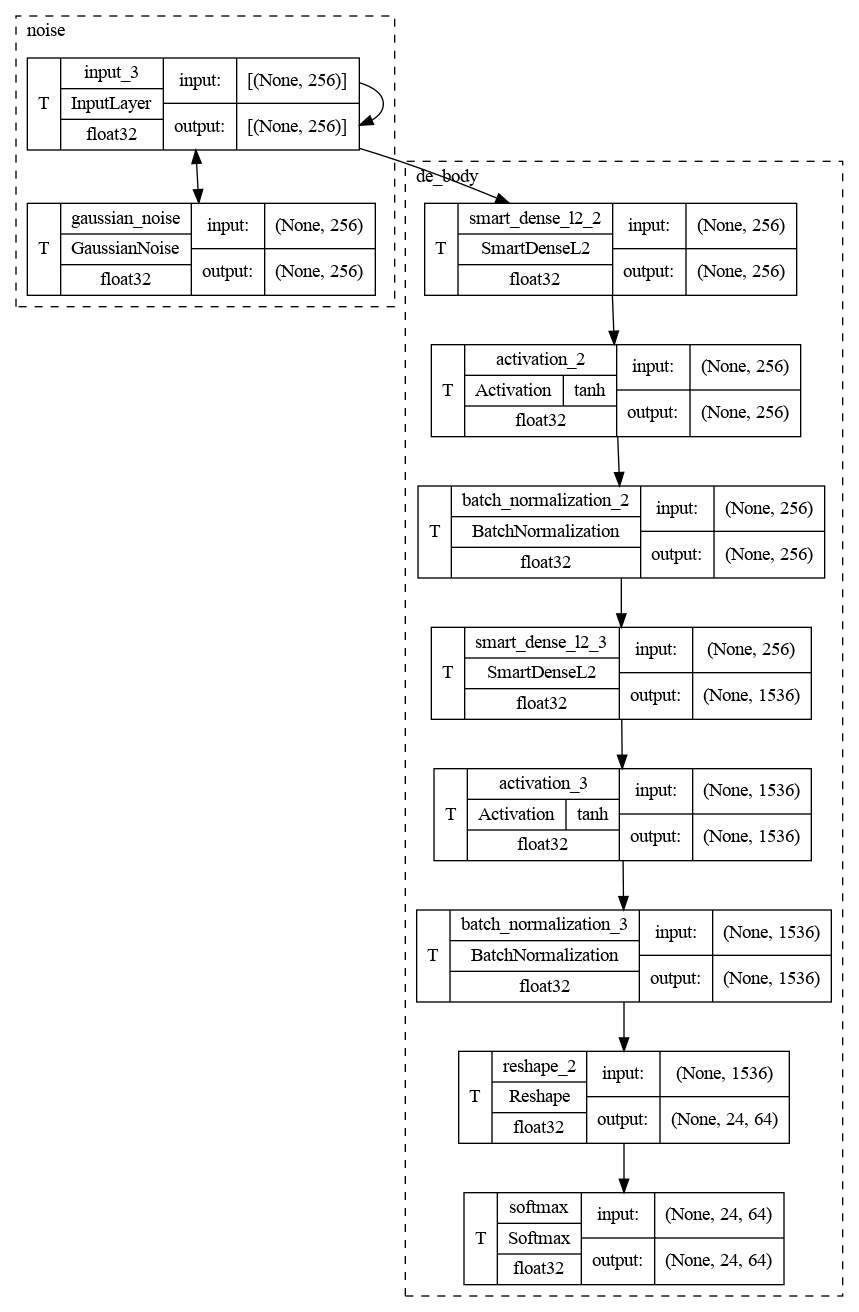 noise
T
input_3
InputLayer
float32
input:
[(None, 256)]
output:
[(None, 256)]
T
gaussian_noise
GaussianNoise
float32
input:
(None, 256)
output:
(None, 256)
de_body
T
smart_dense_l2_2
SmartDenseL2
float32
input:
(None, 256)
output:
(None, 256)
T
activation_2
Activation
tanh
float32
input:
(None, 256)
output:
(None, 256)
T
batch_normalization_2
BatchNormalization
float32
input:
(None, 256)
output:
(None, 256)
T
smart_dense_l2_3
SmartDenseL2
float32
input:
(None, 256)
output:
(None, 1536)
T
activation_3
Activation
tanh
float32
input:
(None, 1536)
output:
(None, 1536)
T
batch_normalization_3
BatchNormalization
float32
input:
(None, 1536)
output:
(None, 1536)
T
reshape_2
Reshape
float32
input:
(None, 1536)
output:
(None, 24, 64)
T
softmax
Softmax
float32
input:
(None, 24, 64)
output:
(None, 24, 64)